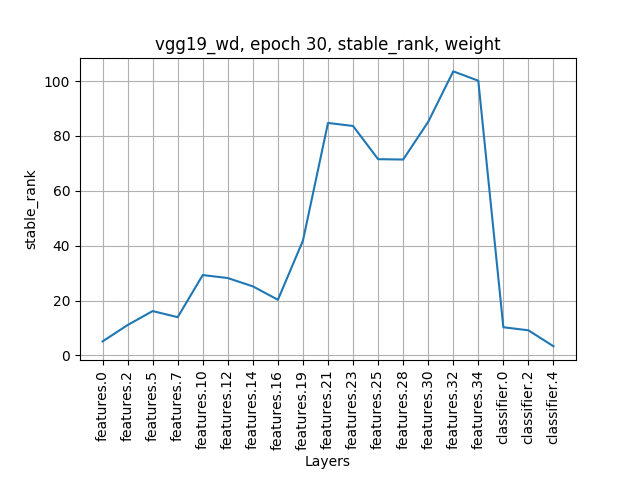 vgg19_wd, epoch 30, stable_rank, weight
100
80
60
40
20
0
stable_rank
features.0
features.2
features.5
features.7
features.10
features.12
features.14
features.16
features.19
features.21
features.23
features.25
features.28
features.30
features.32
features.34
classifier.0
classifier.2
classifier.4
Layers